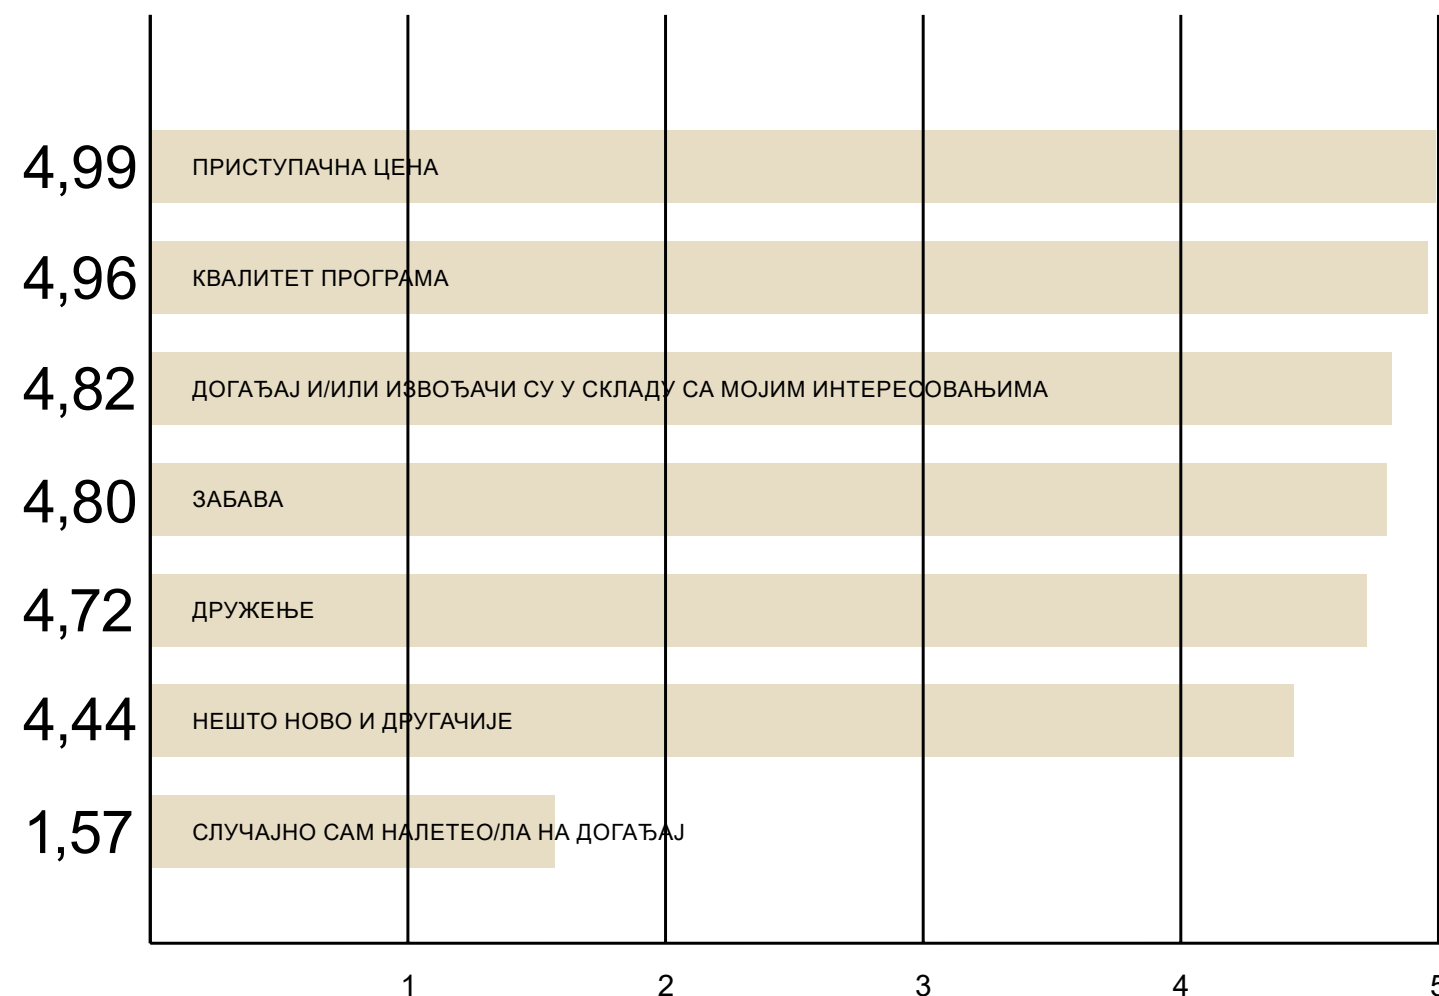 4,99 ПРИСТУПАЧНА ЦЕНА
4,96 КВАЛИТЕТ ПРОГРАМА
4,82 ДОГАЂАЈ И/ИЛИ ИЗВОЂАЧИ СУ У СКЛАДУ СА МОЈИМ ИНТЕРЕСОВАЊИМА
4,80 ЗАБАВА
4,72 ДРУЖЕЊЕ
4,44 НЕШТО НОВО И ДРУГАЧИЈЕ
1,57 СЛУЧАЈНО САМ НАЛЕТЕО/ЛА НА ДОГАЂАЈ
1 2 3 4 5